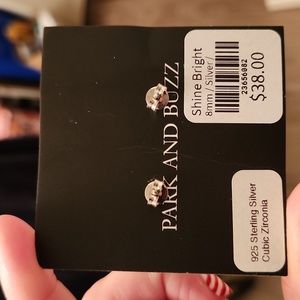 PARK AND BUZZ
Shine Bright
8mm / Silver /
23656082
$38.00
925 Sterling Silver
Cubic Zirconia